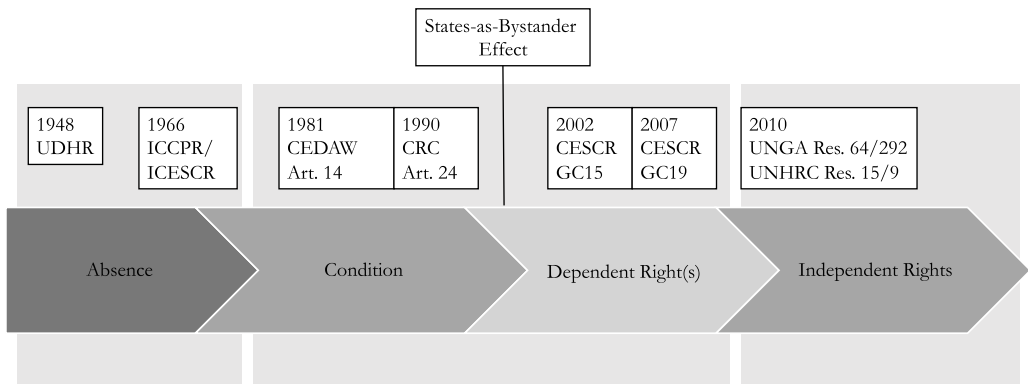 States-as-Bystander
Effect
1948
UDHR
1966
ICCPR/
ICESCR
1981
CEDAW
Art. 14
1990
CRC
Art. 24
2002
CESCR
GC15
2007
CESCR
GC19
2010
UNGA Res. 64/292
UNHRC Res. 15/9
Absence
Condition
Dependent Right(s)
Independent Rights